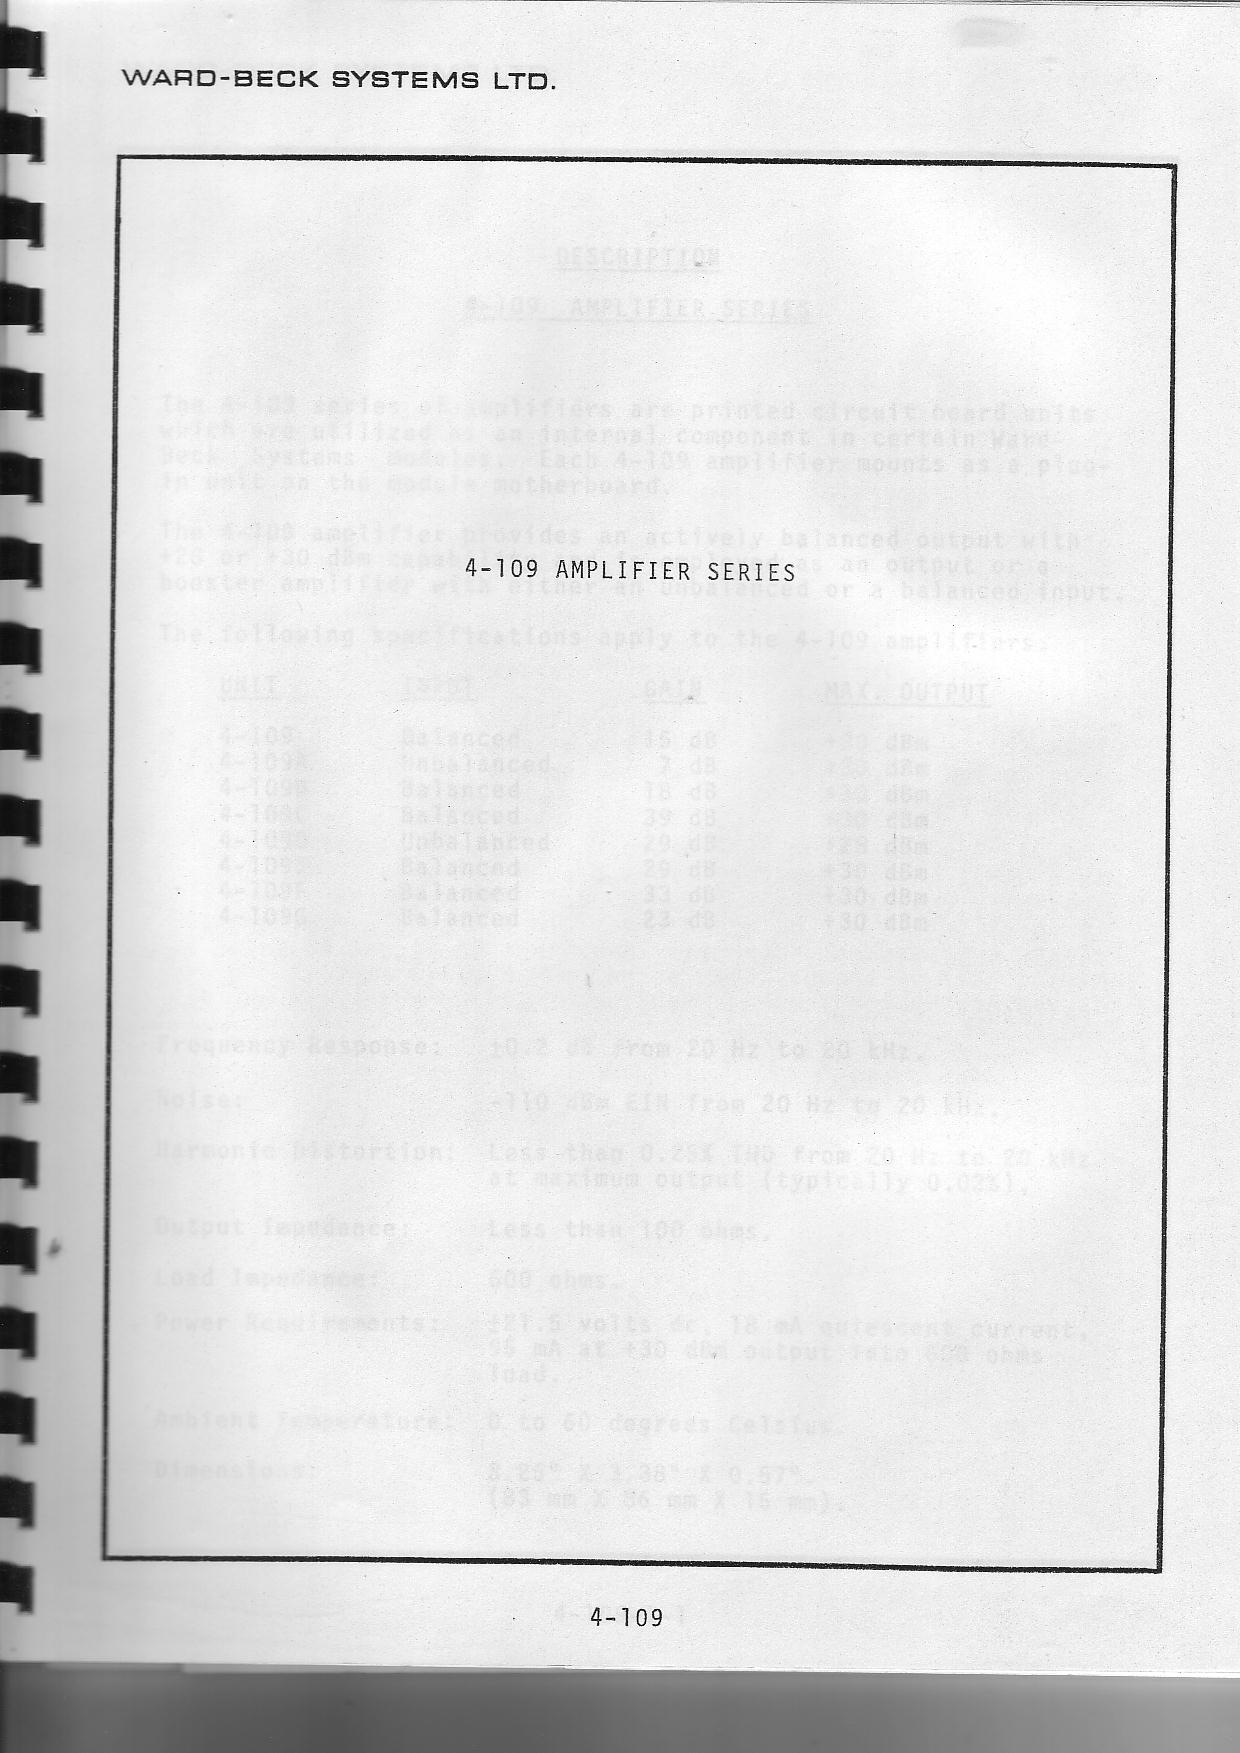 WARD-BECK SYSTEMS LTD.
DESCRIPTION
4-109 AMPLIFIER SERIES
The 4-109 series of amplifiers are printed circuit board units
which are utilized as an internal component in certain Ward-
Beck Systems modules. Each 4-109 amplifier mounts as a plug-
in unit on the module motherboard.
The 4-109 amplifier provides an actively balanced output with
+28 or +30 dBm capability and is employed as an output or a
4-109 AMPLIFIER SERIES
booster amplifier with either an unbalanced or a balanced input.
The following specifications apply to the 4-109 amplifiers.
UNIT INPUT GAIN MAX. OUTPUT
4-109 Balanced 15 dB +30 dBm
4-109A Unbalanced 7 dB +30 dBm
4-109B Balanced 18 dB +30 dBm
4-109C Balanced 39 dB +30 dBm
4-109D Unbalanced 29 dB +28 dBm
4-109E Balanced 29 dB +30 dBm
4-109F Balanced 33 dB +30 dBm
4-109G Balanced 23 dB +30 dBm
Frequency Response: ±0.2 dB from 20 Hz to 20 kHz.
Noise: -110 dBm EIN from 20 Hz to 20 kHz.
Harmonic Distortion: Less than 0.25% THD from 20 Hz to 20 kHz
at maximum output (typically 0.02%).
Output Impedance: Less than 100 ohms.
Load Impedance: 600 ohms.
Power Requirements: ±21.5 volts dc, 18 mA quiescent current,
mA at +30 dBm output into 600 ohms
load.
Ambient Temperature: 0 to 60 degrees Celsius.
Dimensions: 3.25" X 3.38" X 0.57".
(83 mm X 86 mm X 15 mm).
4-109